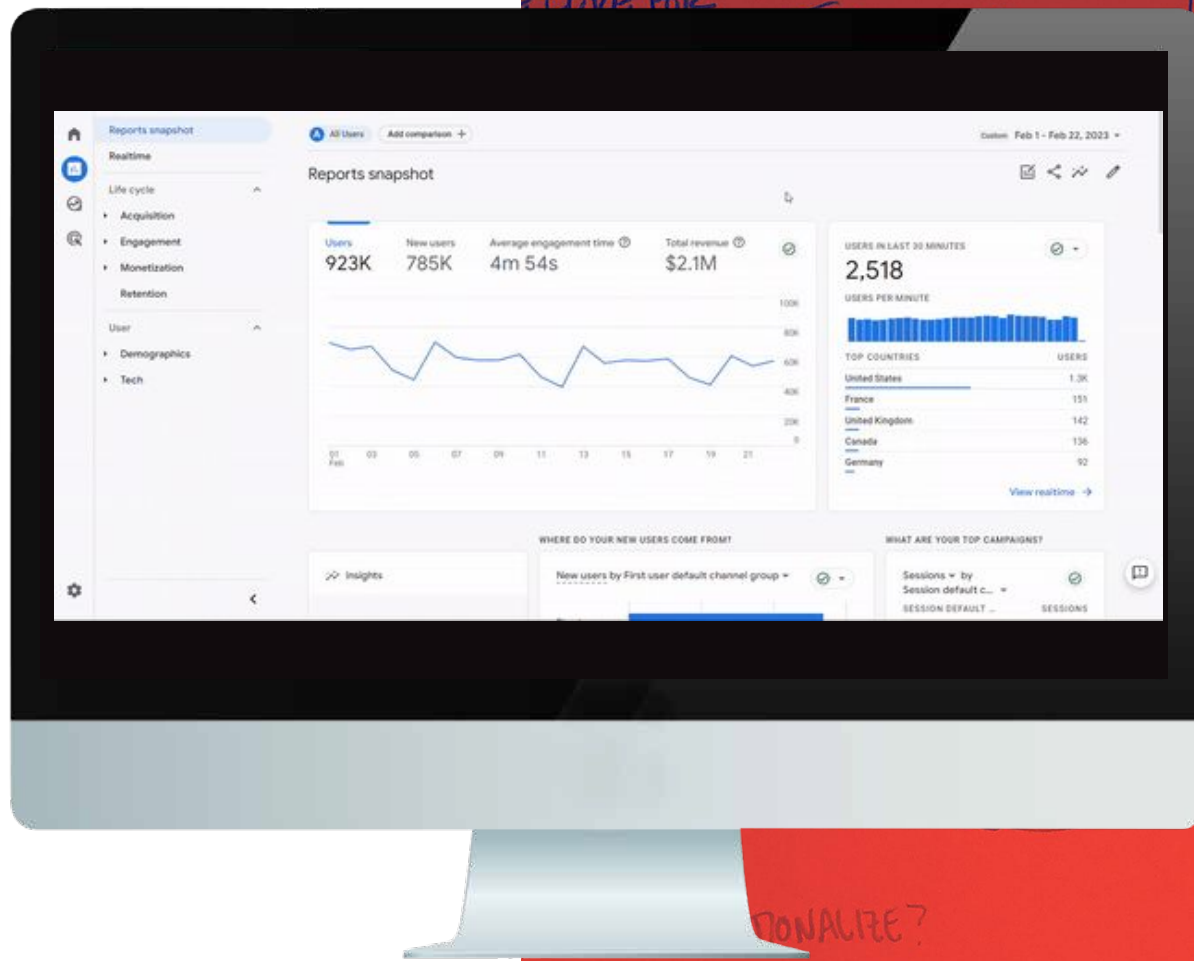 Reports snapshot
Realtime
Life cycle
Acquisition
Engagement
Monetization
Retention
User
Demographics
Tech
A All Users
Add comparison +
Custom Feb 1 - Feb 22, 2023
Reports snapshot
Users New users Average engagement time Total revenue
923K 785K 4m 54s $2.1M
100K
80K
60K
40K
20K
0
01 03 05 07 09 11 13 15 17 19 21
Feb
USERS IN LAST 30 MINUTES
2,518
USERS PER MINUTE
TOP COUNTRIES USERS
United States 1.3K
France 151
United Kingdom 142
Canada 136
Germany 92
View realtime →
Insights
WHERE DO YOUR NEW USERS COME FROM?
New users by First user default channel group
WHAT ARE YOUR TOP CAMPAIGNS?
Sessions by
Session default c...
SESSION DEFAULT ... SESSIONS
FOR
ONALIZE?